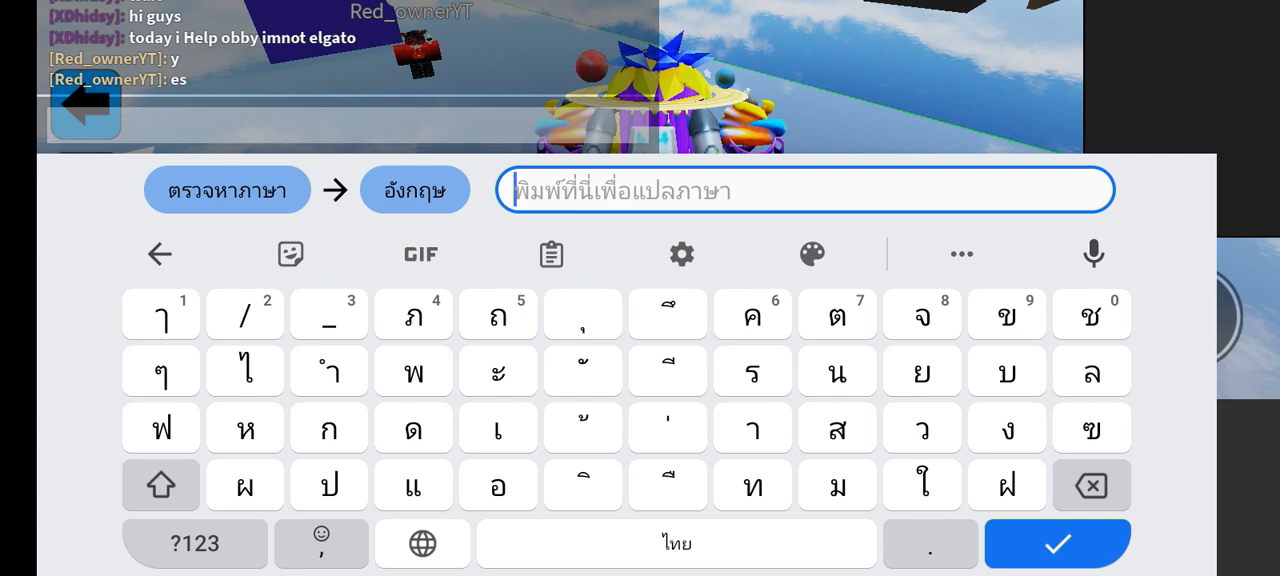 [XDhidsy]: hi guys
[XDhidsy]: today i Help obby imnot elgato
[Red_ownerYT]: y
[Red_ownerYT]: es
Red_ownerYT
ตรวจหาภาษา → อังกฤษ พิมพ์ที่นี่เพื่อแปลภาษา
GIF
ๅ 1 / 2 _ 3 ภ 4 ถ 5 ุ ึ ค 6 ต 7 จ 8 ข 9 ช 0
ๆ ไ ำ พ ะ ั ี ร น ย บ ล
ฟ ห ก ด เ ้ ่ า ส ว ง ฃ
ผ ป แ อ ิ ื ท ม ใ ฝ
?123 , ไทย .